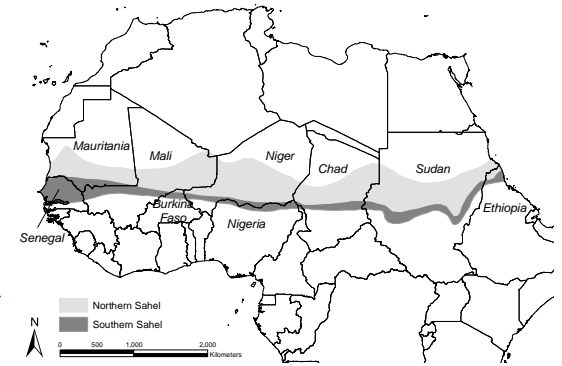 Mauritania
Mali
Niger
Chad
Sudan
Burkina
Faso
Ethiopia
Nigeria
Senegal
Northern Sahel
Southern Sahel
N
0 500 1,000 2,000
Kilometers